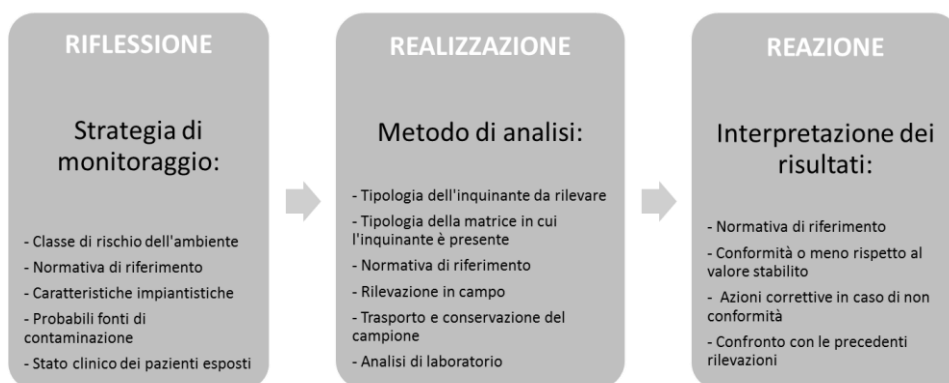 RIFLESSIONE
Strategia di
monitoraggio:
- Classe di rischio dell'ambiente
- Normativa di riferimento
- Caratteristiche impiantistiche
- Probabili fonti di
contaminazione
- Stato clinico dei pazienti esposti
REALIZZAZIONE
Metodo di analisi:
- Tipologia dell'inquinante da rilevare
- Tipologia della matrice in cui
l'inquinante è presente
- Normativa di riferimento
- Rilevazione in campo
- Trasporto e conservazione del
campione
- Analisi di laboratorio
REAZIONE
Interpretazione dei
risultati:
- Normativa di riferimento
- Conformità o meno rispetto al
valore stabilito
- Azioni correttive in caso di non
conformità
- Confronto con le precedenti
rilevazioni